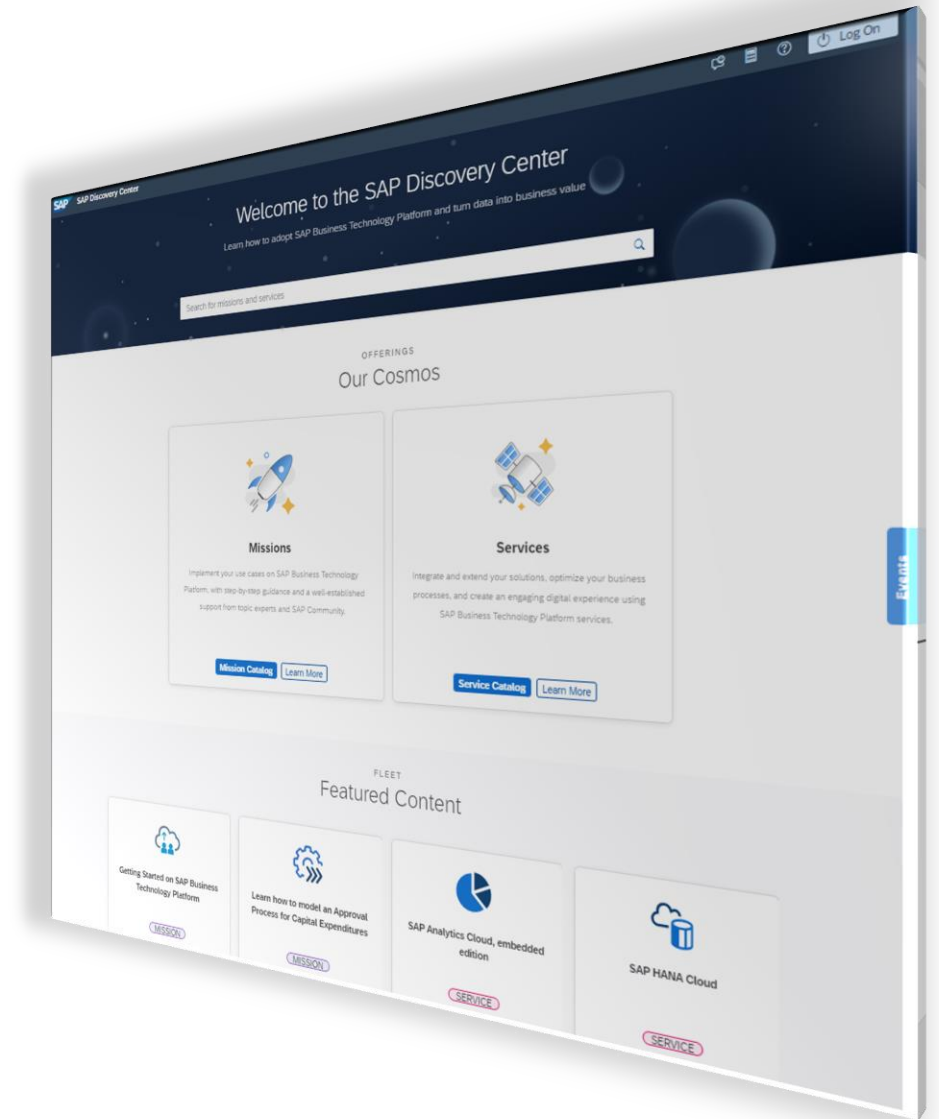 Log On
SAP SAP Discovery Center
Welcome to the SAP Discovery Center
Learn how to adopt SAP Business Technology Platform and turn data into business value
Search for missions and services
OFFERINGS
Our Cosmos
Missions
Implement your use cases on SAP Business Technology
Platform, with step-by-step guidance and a well-established
support from topic experts and SAP Community.
Mission Catalog Learn More
Services
Integrate and extend your solutions, optimize your business
processes, and create an engaging digital experience using
SAP Business Technology Platform services.
Service Catalog Learn More
Events
FLEET
Featured Content
Getting Started on SAP Business
Technology Platform
MISSION
Learn how to model an Approval
Process for Capital Expenditures
MISSION
SAP Analytics Cloud, embedded
edition
SERVICE
SAP HANA Cloud
SERVICE